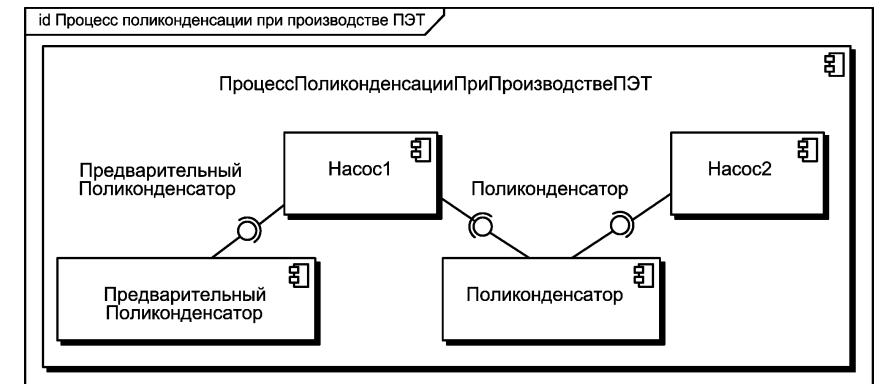 id Процесс поликонденсации при производстве ПЭТ
ПроцессПоликонденсацииПриПроизводствеПЭТ
Предварительный
Поликонденсатор
Насос1
Поликонденсатор
Насос2
Предварительный
Поликонденсатор
Поликонденсатор